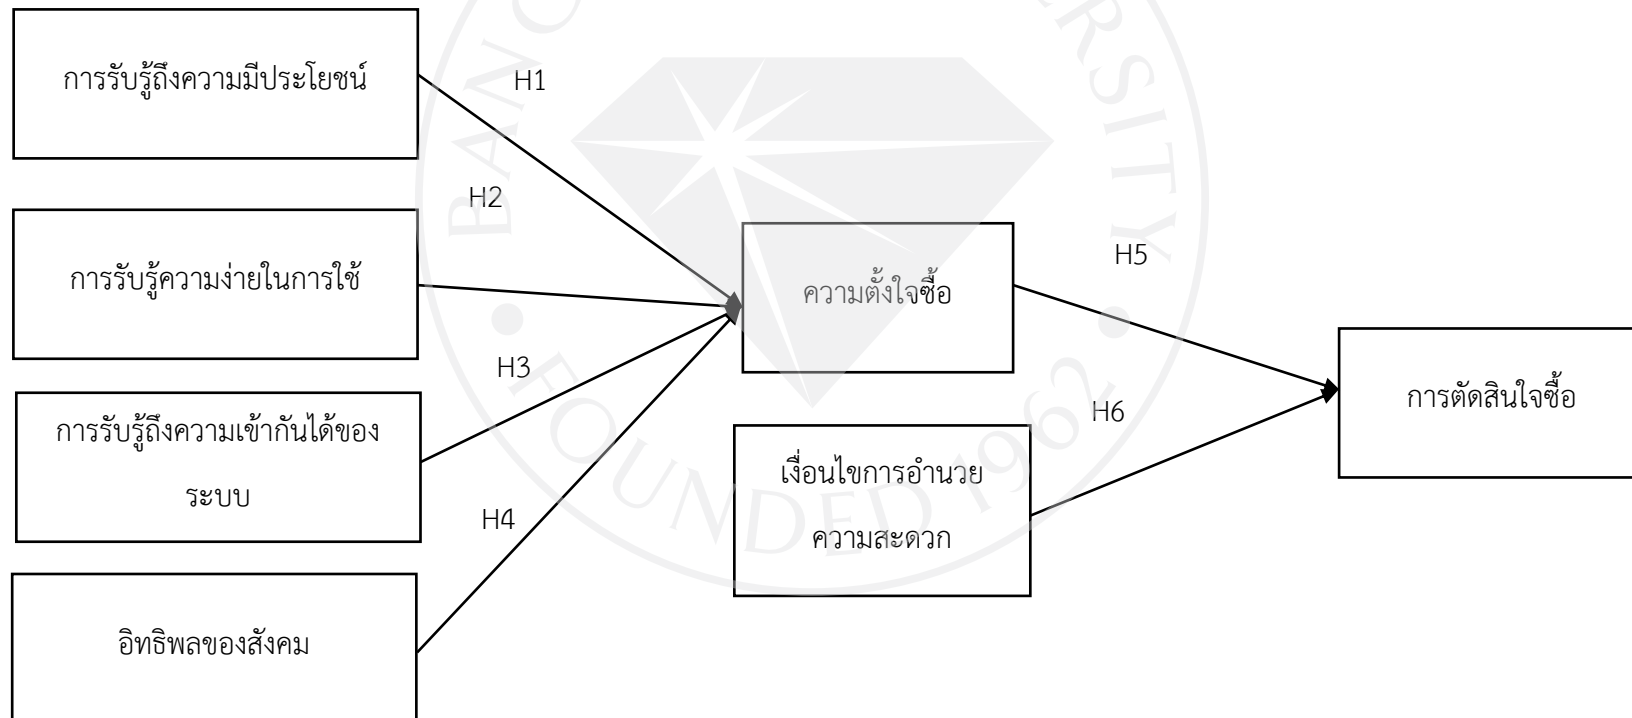 การรับรู้ถึงความมีประโยชน์
H1
H2
การรับรู้ความง่ายในการใช้
H3
การรับรู้ถึงความเข้ากันได้ของ
ระบบ
H4
อิทธิพลของสังคม
ความตั้งใจซื้อ
H5
เงื่อนไขการอำนวย
ความสะดวก
H6
การตัดสินใจซื้อ
FOUNDED 1962